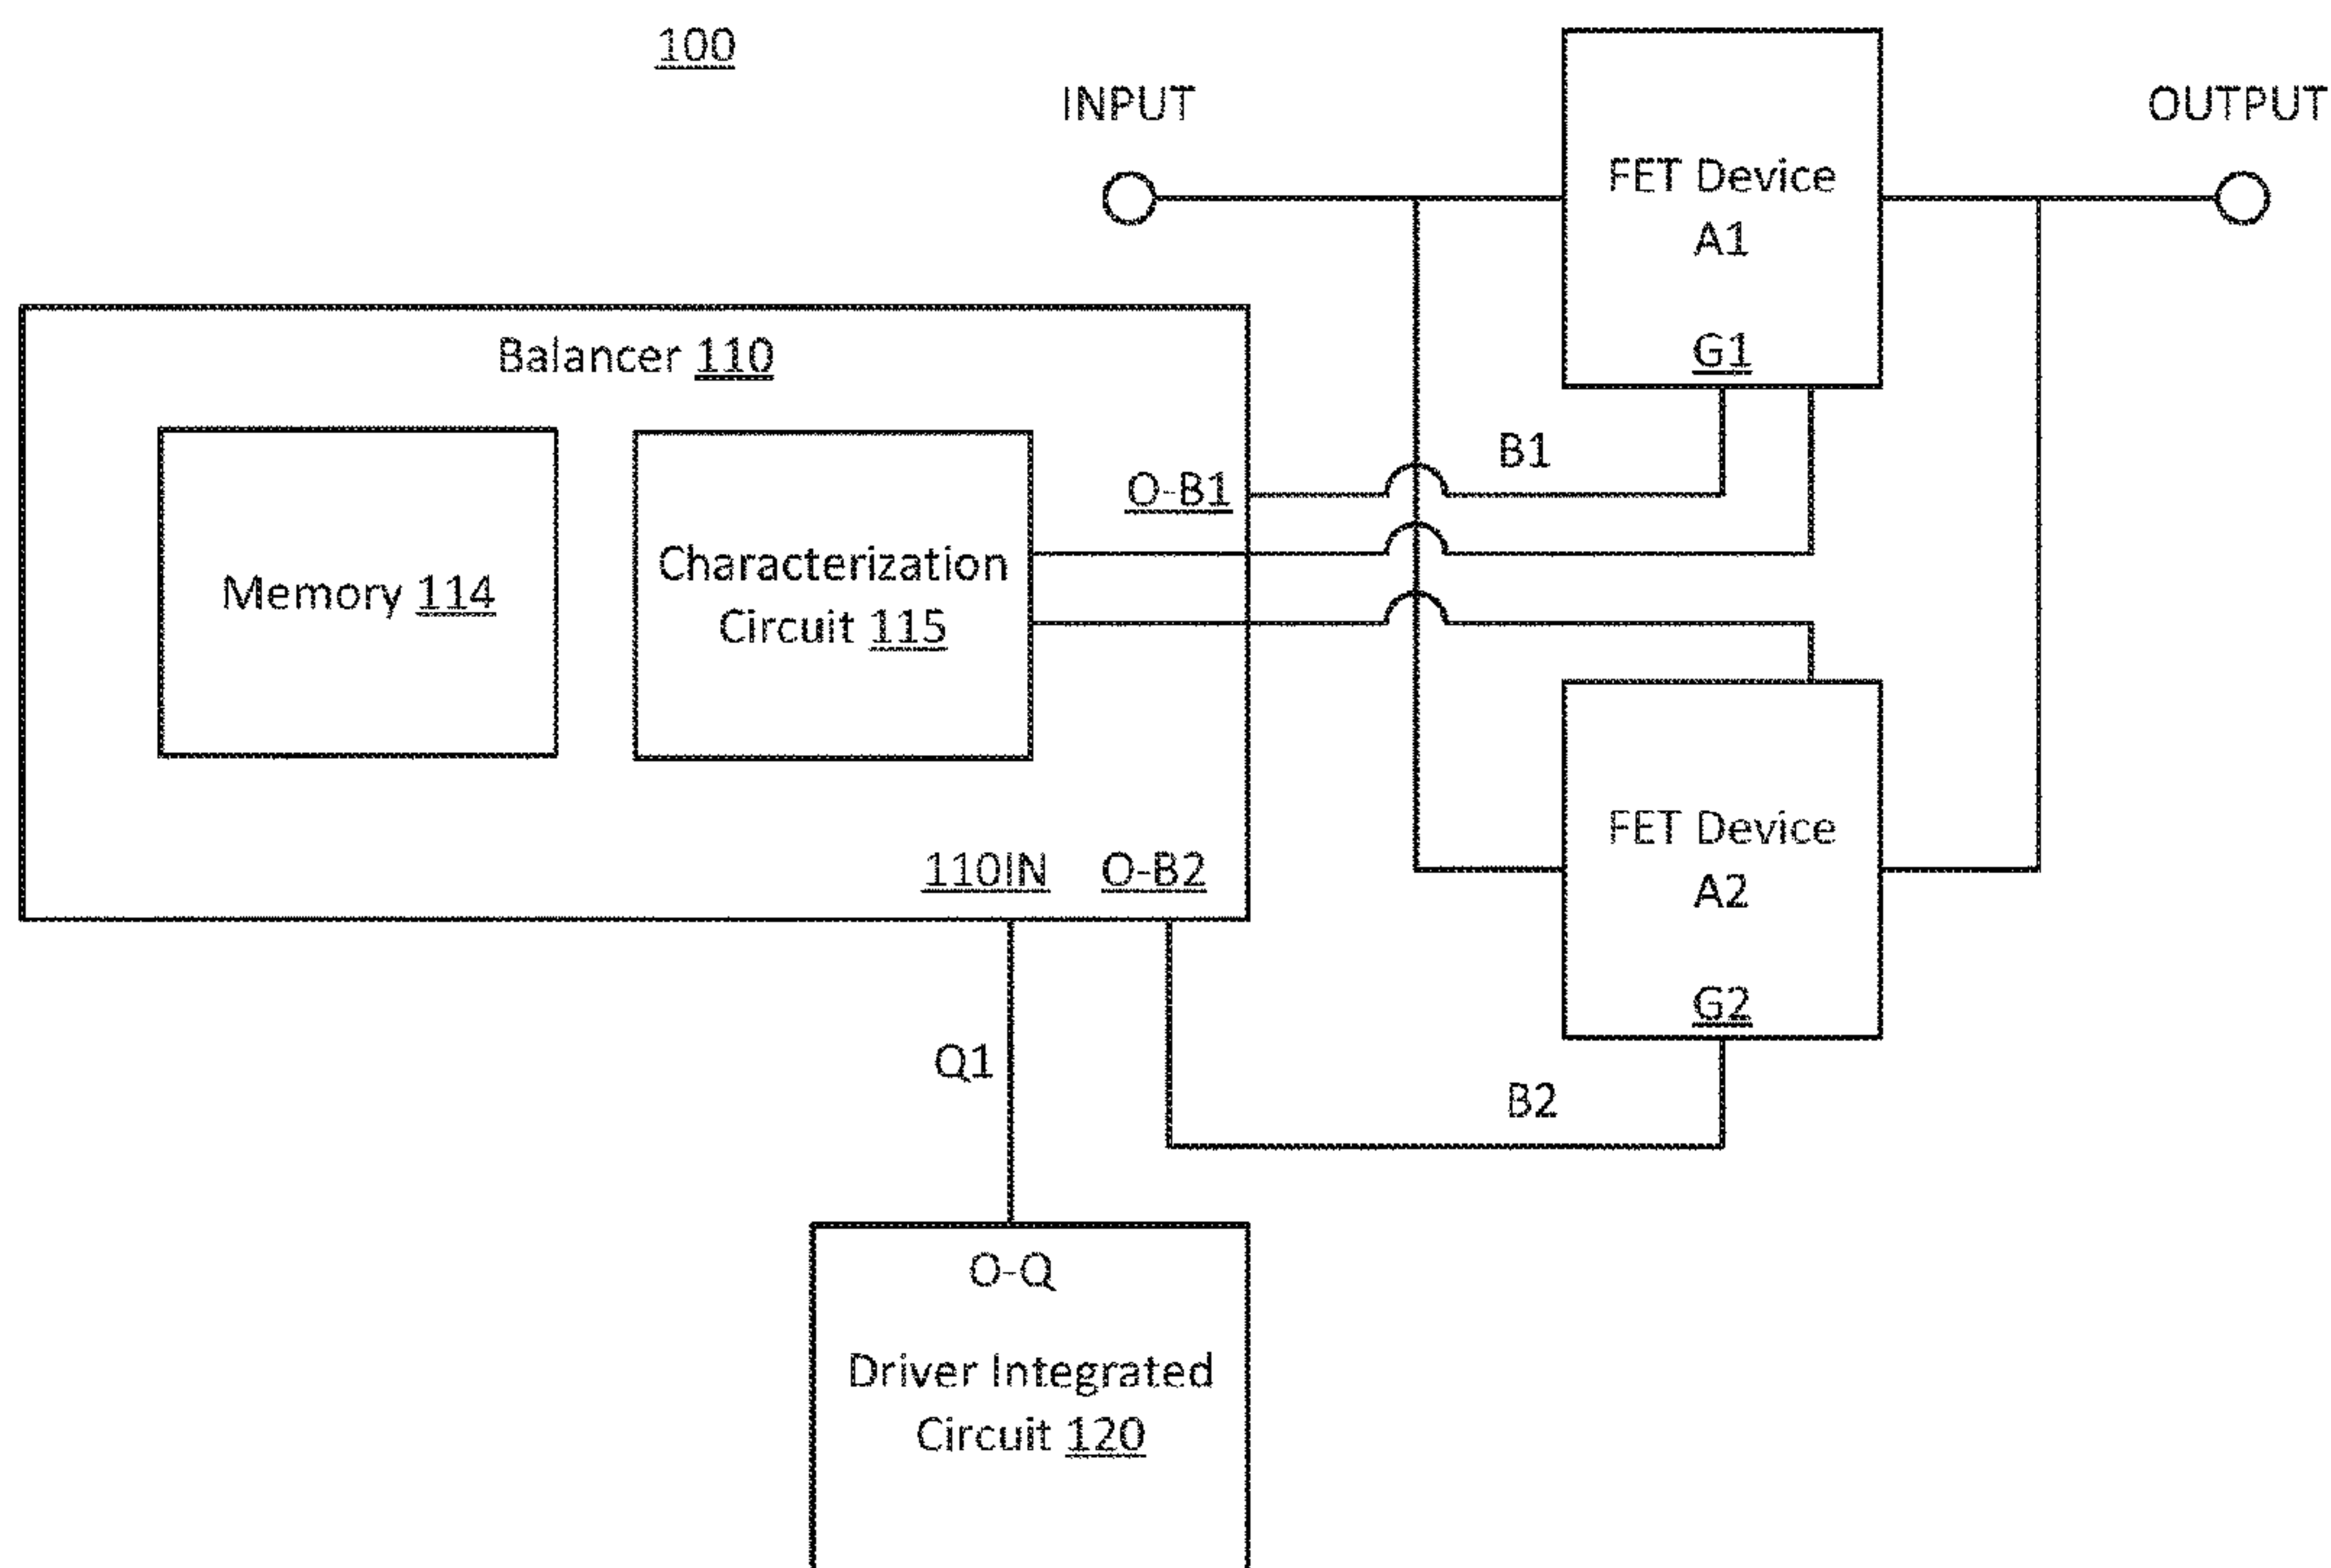 100
INPUT
OUTPUT
FET Device
A1
G1
Balancer 110
B1
O-B1
Memory 114
Characterization
Circuit 115
110IN
O-B2
FET Device
A2
G2
Q1
B2
O-Q
Driver Integrated
Circuit 120